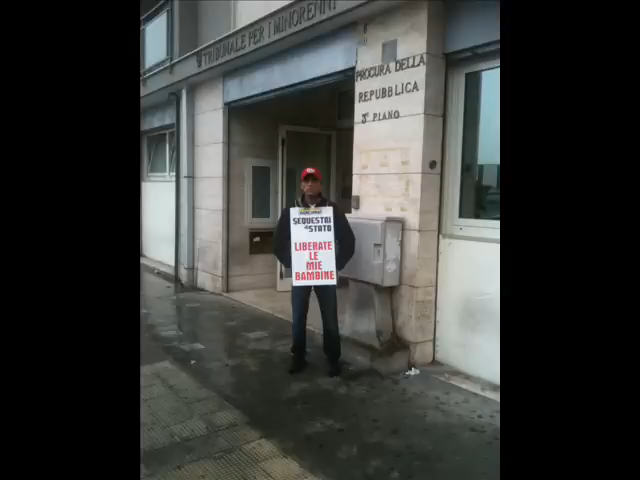 TRIBUNALE PER I MINORENNI
PROCURA DELLA
REPUBBLICA
3° PIANO
SEQUESTRI
di STATO
LIBERATE
LE
MIE
BAMBINE